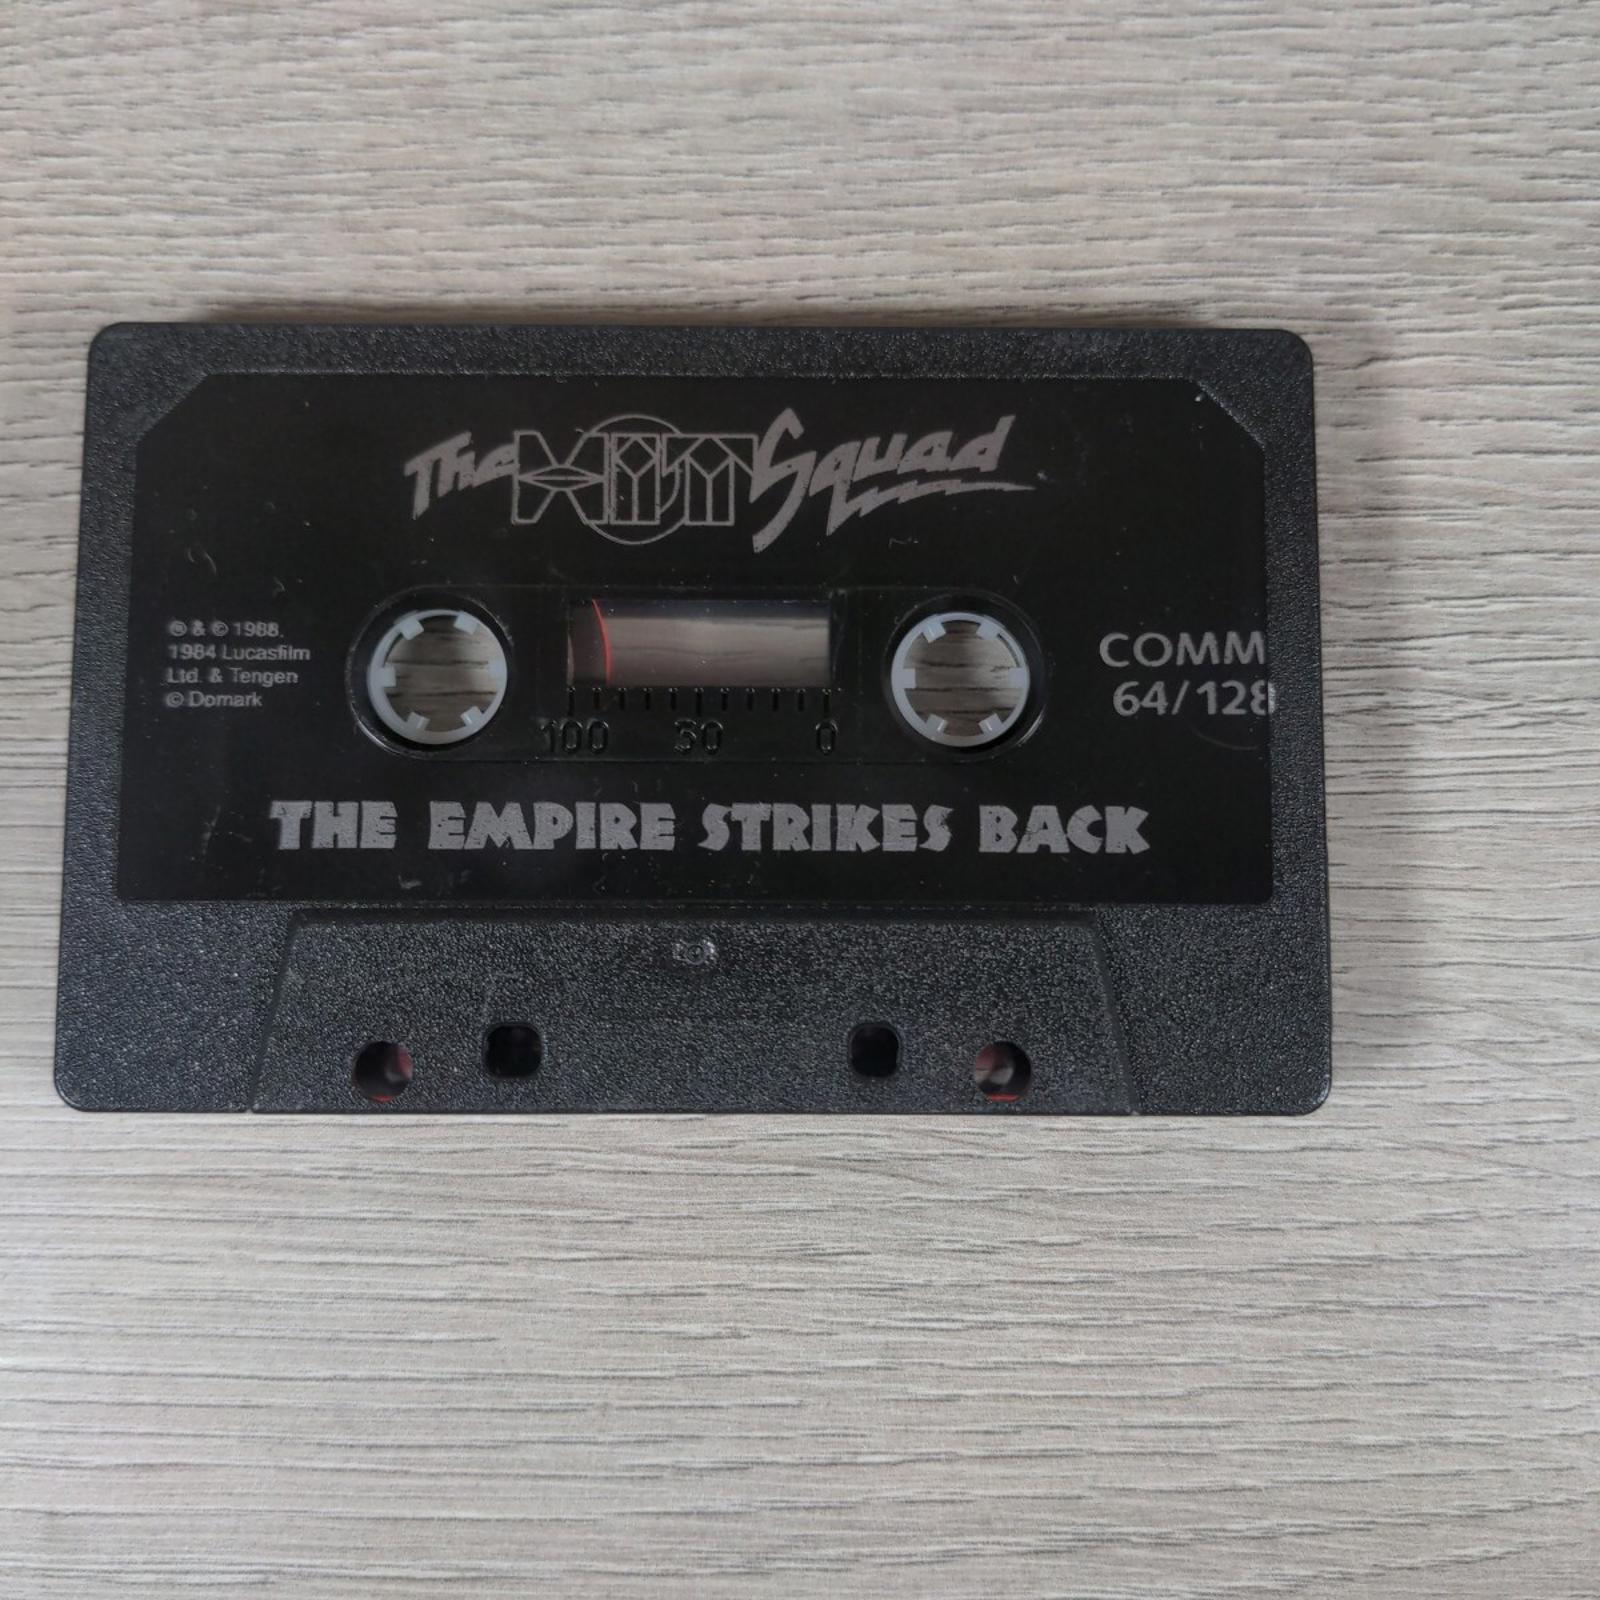 The HIT Squad
℗ & © 1988.
1984 Lucasfilm
Ltd. & Tengen
© Domark
COMM
64/128
100 50 0
THE EMPIRE STRIKES BACK